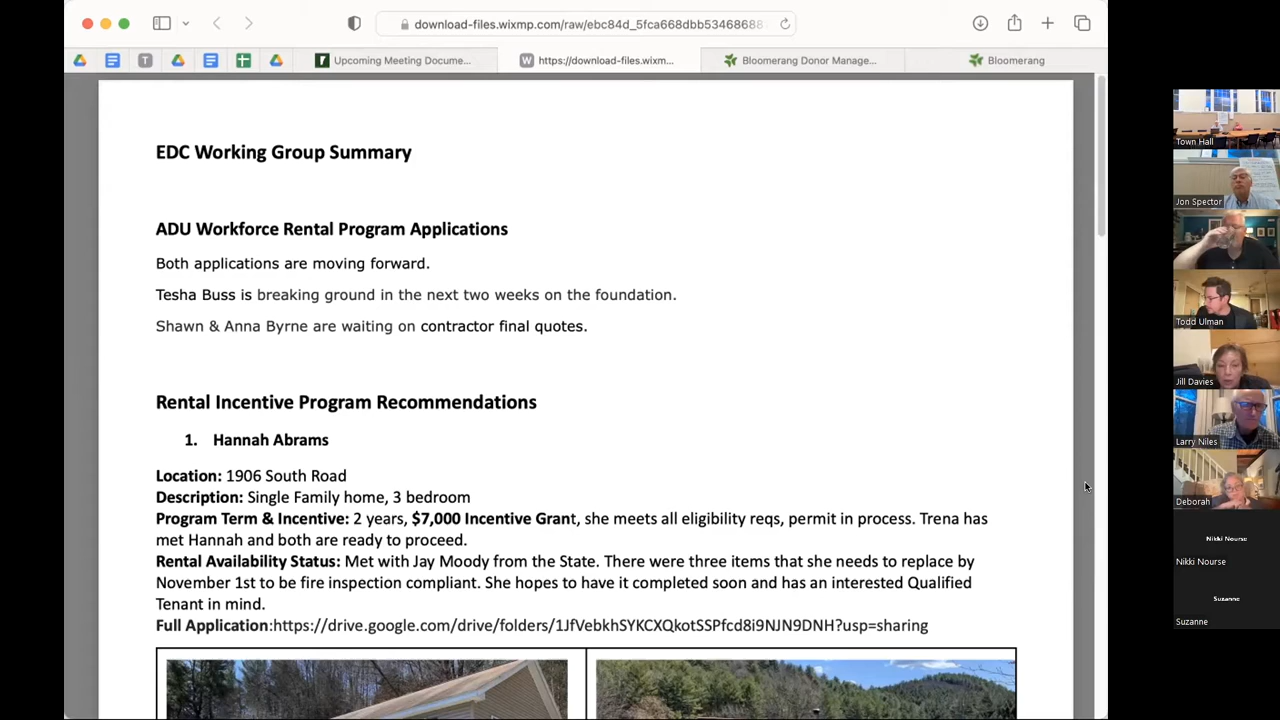 download-files.wixmp.com/raw/ebc84d_5fca668dbb53468688
Upcoming Meeting Docume...
https://download-files.wixm...
Bloomerang Donor Manage...
Bloomerang
EDC Working Group Summary
ADU Workforce Rental Program Applications
Both applications are moving forward.
Tesha Buss is breaking ground in the next two weeks on the foundation.
Shawn & Anna Byrne are waiting on contractor final quotes.
Rental Incentive Program Recommendations
1. Hannah Abrams
Location: 1906 South Road
Description: Single Family home, 3 bedroom
Program Term & Incentive: 2 years, $7,000 Incentive Grant, she meets all eligibility reqs, permit in process. Trena has
met Hannah and both are ready to proceed.
Rental Availability Status: Met with Jay Moody from the State. There were three items that she needs to replace by
November 1st to be fire inspection compliant. She hopes to have it completed soon and has an interested Qualified
Tenant in mind.
Full Application:https://drive.google.com/drive/folders/1JfVebkhSYKCXQkotSSPfcd8i9NJN9DNH?usp=sharing
Town Hall
Jon Spector
Todd Ulman
Jill Davies
Larry Niles
Deborah
Nikki Nourse
Nikki Nourse
Suzanne
Suzanne